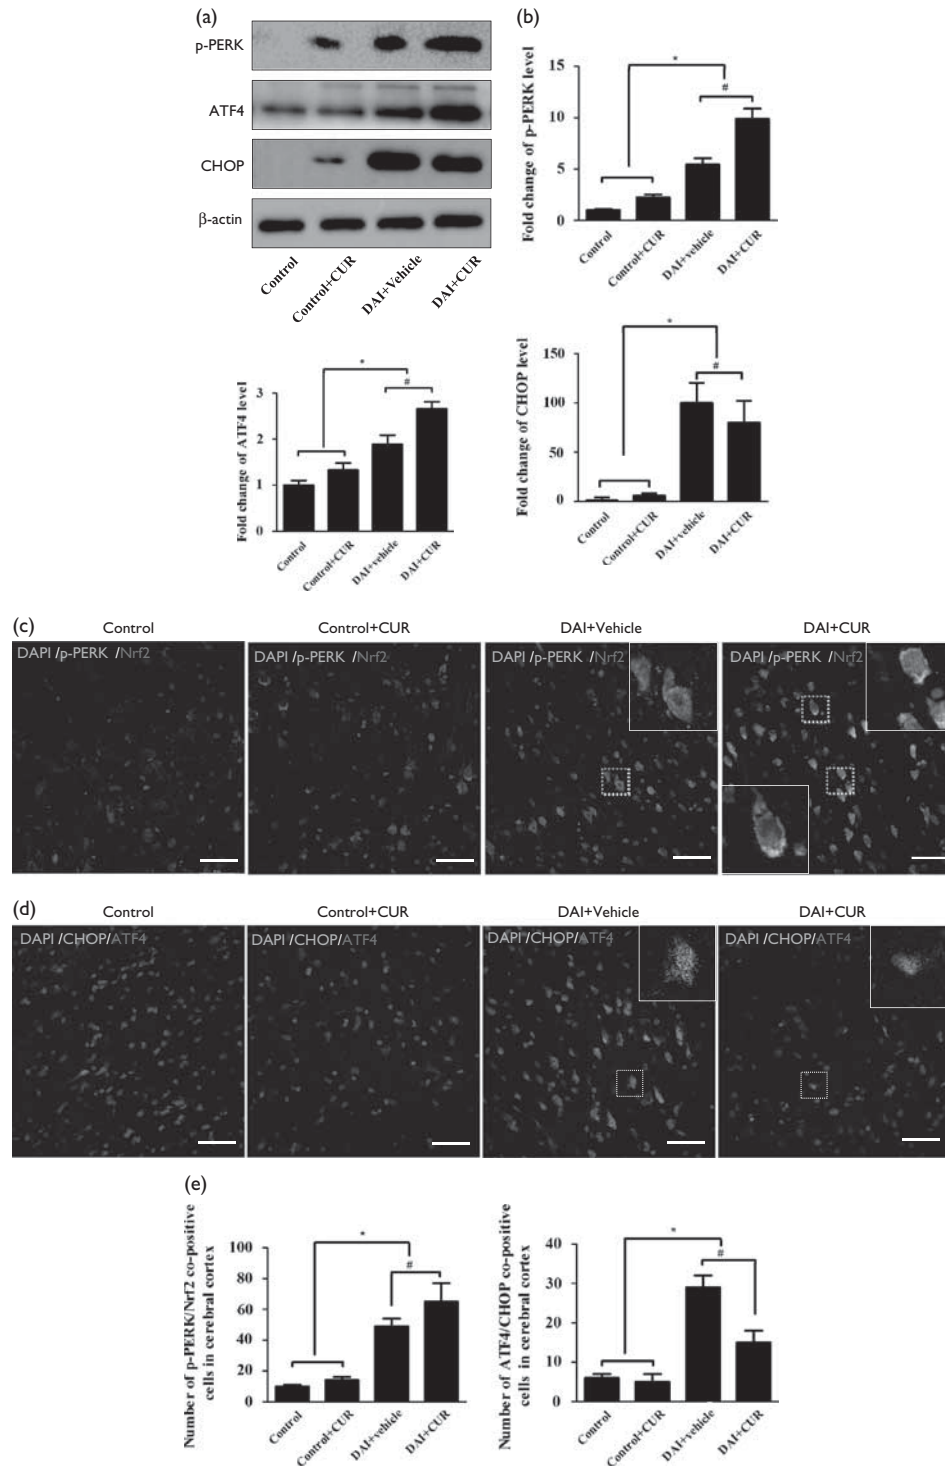 (a)
p-PERK
ATF4
CHOP
β-actin
Control
Control+CUR
DAI+Vehicle
DAI+CUR
(b)
Fold change of p-PERK level
15
10
5
0
*
#
Control
Control+CUR
DAI+vehicle
DAI+CUR
Fold change of ATF4 level
3
2
1
0
*
#
Control
Control+CUR
DAI+vehicle
DAI+CUR
Fold change of CHOP level
150
100
50
0
*
#
Control
Control+CUR
DAI+vehicle
DAI+CUR
(c)
Control
Control+CUR
DAI+Vehicle
DAI+CUR
DAPI /p-PERK /Nrf2
DAPI /p-PERK /Nrf2
DAPI /p-PERK /Nrf2
DAPI /p-PERK /Nrf2
(d)
Control
Control+CUR
DAI+Vehicle
DAI+CUR
DAPI /CHOP/ATF4
DAPI /CHOP/ATF4
DAPI /CHOP/ATF4
DAPI /CHOP/ATF4
(e)
Number of p-PERK/Nrf2 co-positive
cells in cerebral cortex
100
80
60
40
20
0
*
#
Control
Control+CUR
DAI+vehicle
DAI+CUR
Number of ATF4/CHOP co-positive
cells in cerebral cortex
40
30
20
10
0
*
#
Control
Control+CUR
DAI+vehicle
DAI+CUR